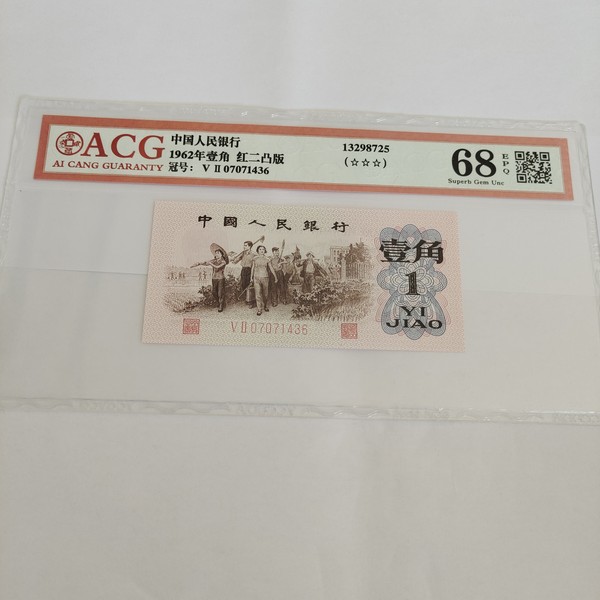 ACG
AI CANG GUARANTY
中国人民银行
1962年壹角 红二凸版
冠号: V II 07071436
13298725
(☆☆☆)
68
EPQ
Superb Gem Unc
中國人民銀行
壹角
1
YI
JIAO
V II 07071436